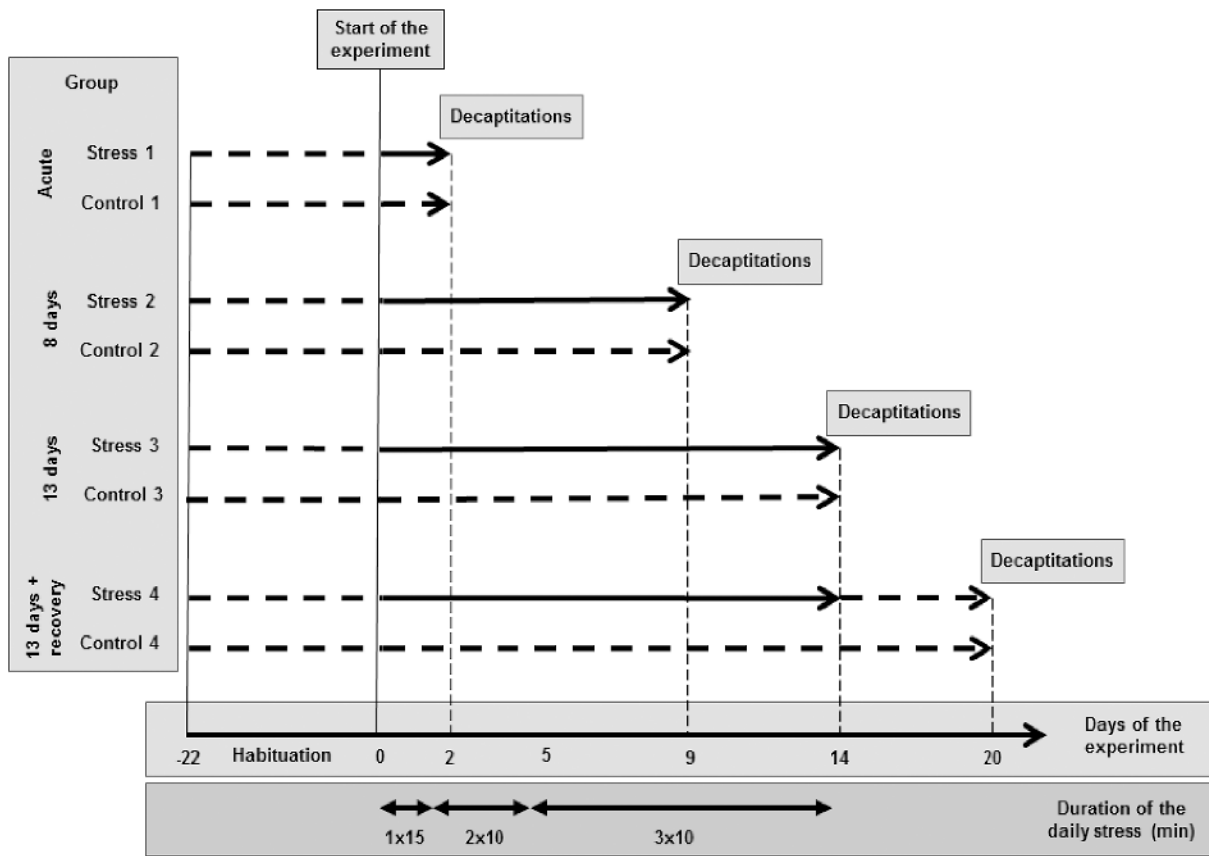 Start of the
experiment
Group
Decaptitations
Acute
Stress 1
Control 1
Decaptitations
8 days
Stress 2
Control 2
Decaptitations
13 days
Stress 3
Control 3
Decaptitations
13 days +
recovery
Stress 4
Control 4
-22
Habituation
0
2
5
9
14
20
Days of the
experiment
1x15
2x10
3x10
Duration of the
daily stress (min)